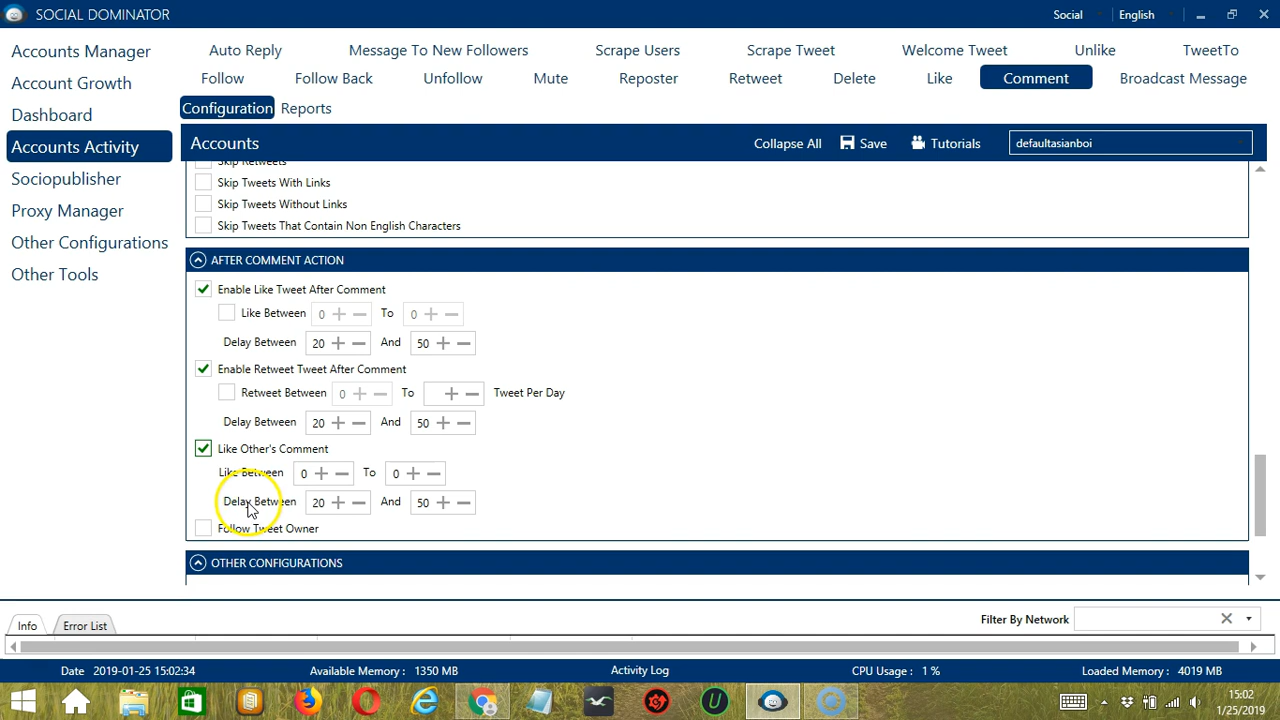 SOCIAL DOMINATOR
Social
English
Accounts Manager
Account Growth
Dashboard
Accounts Activity
Sociopublisher
Proxy Manager
Other Configurations
Other Tools
Auto Reply
Message To New Followers
Scrape Users
Scrape Tweet
Welcome Tweet
Unlike
TweetTo
Follow
Follow Back
Unfollow
Mute
Reposter
Retweet
Delete
Like
Comment
Broadcast Message
Configuration
Reports
Accounts
Collapse All
Save
Tutorials
defaultasianboi
Skip Retweets
Skip Tweets With Links
Skip Tweets Without Links
Skip Tweets That Contain Non English Characters
AFTER COMMENT ACTION
Enable Like Tweet After Comment
Like Between 0 To 0
Delay Between 20 And 50
Enable Retweet Tweet After Comment
Retweet Between 0 To Tweet Per Day
Delay Between 20 And 50
Like Other's Comment
Like Between 0 To 0
Delay Between 20 And 50
Follow Tweet Owner
OTHER CONFIGURATIONS
Info
Error List
Filter By Network
Date 2019-01-25 15:02:34
Available Memory : 1350 MB
Activity Log
CPU Usage : 1 %
Loaded Memory : 4019 MB
15:02
1/25/2019